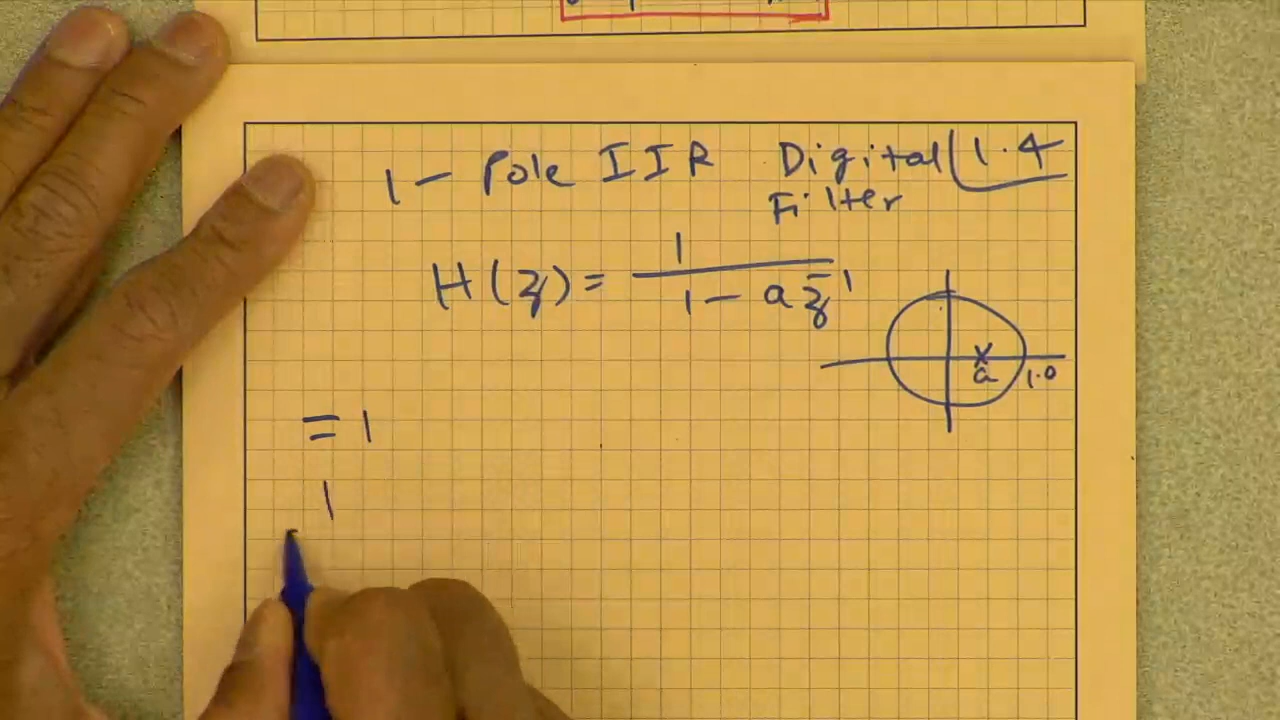 1 - Pole IIR Digital 1.4
Filter
H(z) = 1 / 1 - az⁻¹
a 1.0
= 1
1